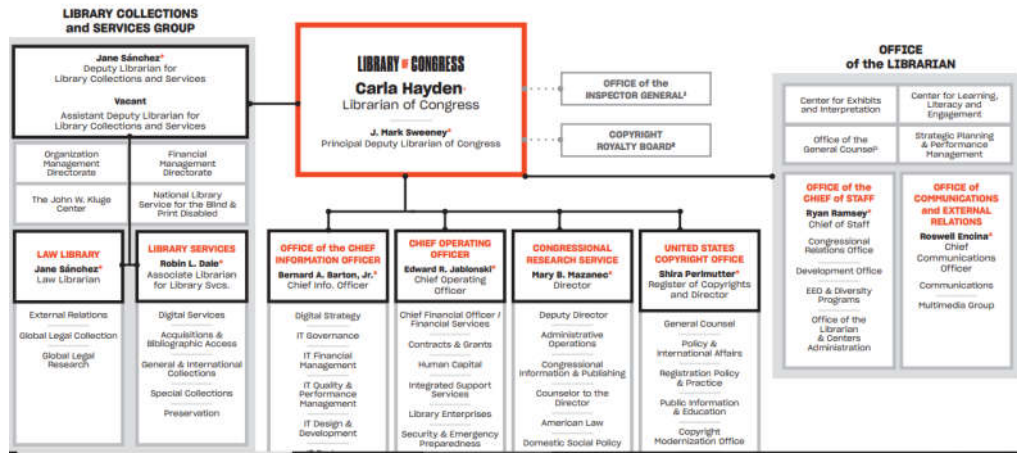 LIBRARY COLLECTIONS
and SERVICES GROUP
Jane Sánchez*
Deputy Librarian for
Library Collections and Services
Vacant
Assistant Deputy Librarian for
Library Collections and Services
Organization
Management
Directorate
Financial
Management
Directorate
The John W. Kluge
Center
National Library
Service for the Blind &
Print Disabled
LAW LIBRARY
Jane Sánchez*
Law Librarian
External Relations
Global Legal Collection
Global Legal
Research
LIBRARY SERVICES
Robin L. Dale*
Associate Librarian
for Library Svcs.
Digital Services
Acquisitions &
Bibliographic Access
General & International
Collections
Special Collections
Preservation
LIBRARY OF CONGRESS
Carla Hayden
Librarian of Congress
J. Mark Sweeney*
Principal Deputy Librarian of Congress
OFFICE of the
INSPECTOR GENERAL
COPYRIGHT
ROYALTY BOARD
OFFICE of the CHIEF
INFORMATION OFFICER
Bernard A. Barton, Jr.*
Chief Info. Officer
Digital Strategy
IT Governance
IT Financial
Management
IT Quality &
Performance
Management
IT Design &
Development
CHIEF OPERATING
OFFICER
Edward R. Jablonski*
Chief Operating
Officer
Chief Financial Officer /
Financial Services
Contracts & Grants
Human Capital
Integrated Support
Services
Library Enterprises
Security & Emergency
Preparedness
CONGRESSIONAL
RESEARCH SERVICE
Mary B. Mazanec*
Director
Deputy Director
Administrative
Operations
Congressional
Information & Publishing
Counselor to the
Director
American Law
Domestic Social Policy
UNITED STATES
COPYRIGHT OFFICE
Shira Perlmutter*
Register of Copyrights
and Director
General Counsel
Policy &
International Affairs
Registration Policy
& Practice
Public Information
& Education
Copyright
Modernization Office
OFFICE
of the LIBRARIAN
Center for Exhibits
and Interpretation
Center for Learning,
Literacy and
Engagement
Office of the
General Counsel
Strategic Planning
& Performance
Management
OFFICE of the
CHIEF of STAFF
Ryan Ramsey*
Chief of Staff
Congressional
Relations Office
Development Office
EEO & Diversity
Programs
Office of the
Librarian
& Centers
Administration
OFFICE of
COMMUNICATIONS
and EXTERNAL
RELATIONS
Roswell Encina*
Chief
Communications
Officer
Communications
Multimedia Group